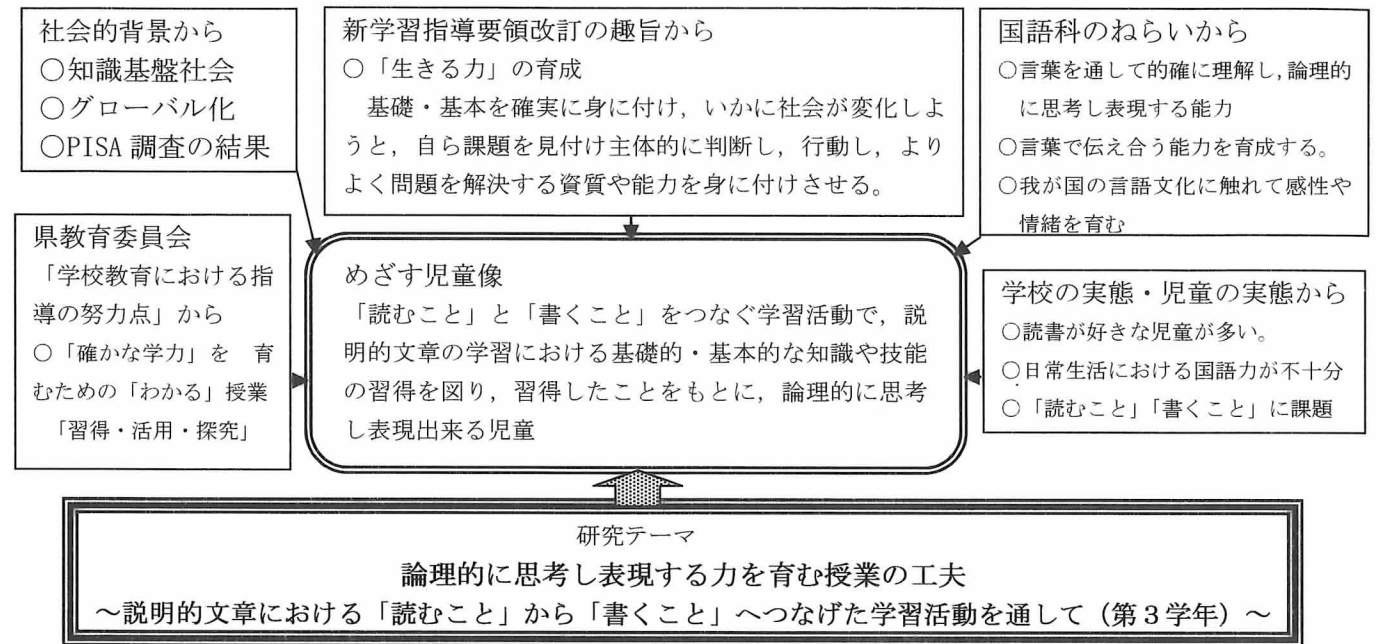 社会的背景から
○知識基盤社会
○グローバル化
○PISA 調査の結果
新学習指導要領改訂の趣旨から
○「生きる力」の育成
基礎・基本を確実に身に付け，いかに社会が変化しよ
うと，自ら課題を見付け主体的に判断し，行動し，より
よく問題を解決する資質や能力を身に付けさせる。
国語科のねらいから
○言葉を通して的確に理解し，論理的
に思考し表現する能力
○言葉で伝え合う能力を育成する。
○我が国の言語文化に触れて感性や
情緒を育む
県教育委員会
「学校教育における指
導の努力点」から
○「確かな学力」を　育
むための「わかる」授業
「習得・活用・探究」
めざす児童像
「読むこと」と「書くこと」をつなぐ学習活動で，説
明的文章の学習における基礎的・基本的な知識や技能
の習得を図り，習得したことをもとに，論理的に思考
し表現出来る児童
学校の実態・児童の実態から
○読書が好きな児童が多い。
○日常生活における国語力が不十分
○「読むこと」「書くこと」に課題
研究テーマ
論理的に思考し表現する力を育む授業の工夫
～説明的文章における「読むこと」から「書くこと」へつなげた学習活動を通して（第３学年）～